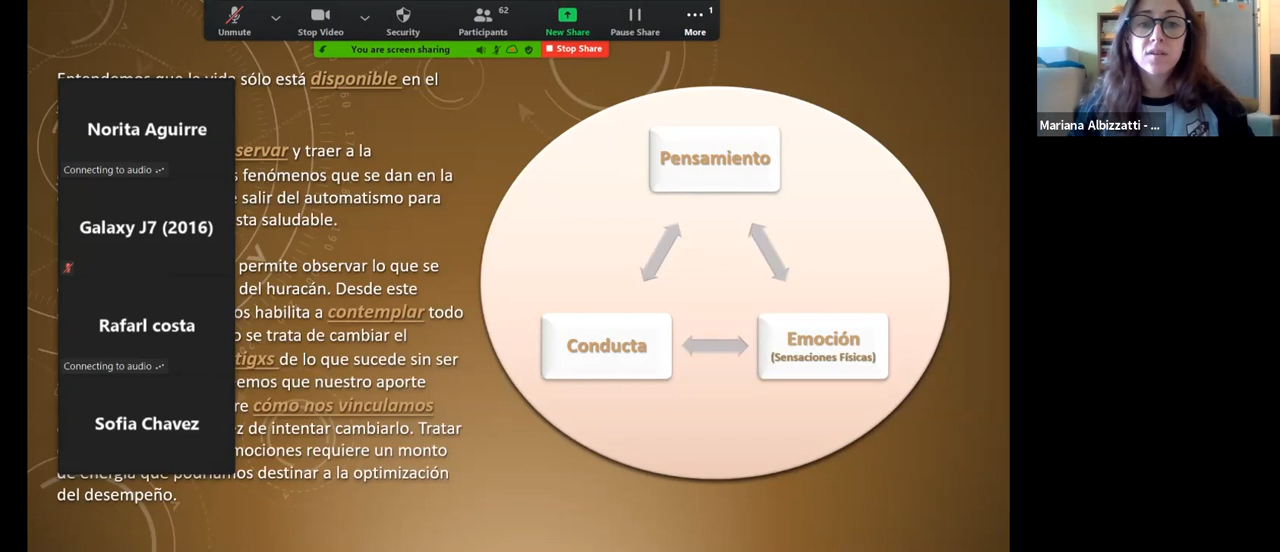 62
1
Unmute
Stop Video
Security
Participants
New Share
Pause Share
More
You are screen sharing
Stop Share
sólo está disponible en el
servar y traer a la
fenómenos que se dan en la
salir del automatismo para
sta saludable.
permite observar lo que se
del huracán. Desde este
os habilita a contemplar todo
se trata de cambiar el
tigxs de lo que sucede sin ser
emos que nuestro aporte
re cómo nos vinculamos
ez de intentar cambiarlo. Tratar
mociones requiere un monto
de energía que podríamos destinar a la optimización
del desempeño.
Norita Aguirre
Connecting to audio
Galaxy J7 (2016)
Rafarl costa
Connecting to audio
Sofia Chavez
Pensamiento
Conducta
Emoción
(Sensaciones Físicas)
Mariana Albizzatti - ...